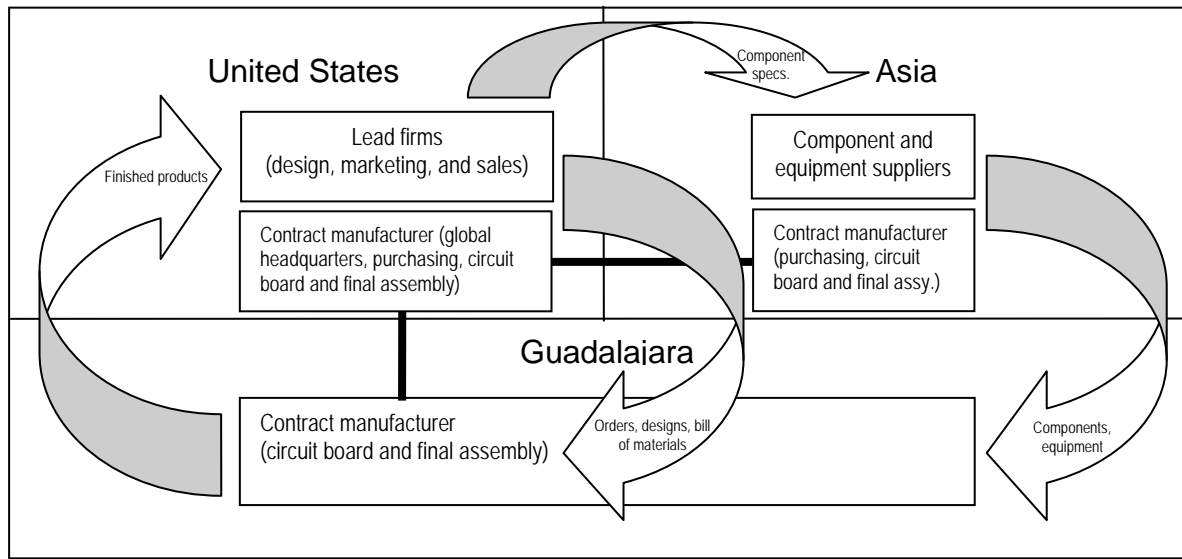 United States
Component
specs.
Asia
Lead firms
(design, marketing, and sales)
Component and
equipment suppliers
Finished products
Contract manufacturer (global
headquarters, purchasing, circuit
board and final assembly)
Contract manufacturer
(purchasing, circuit
board and final assy.)
Guadalajara
Contract manufacturer
(circuit board and final assembly)
Orders, designs, bill
of materials
Components,
equipment